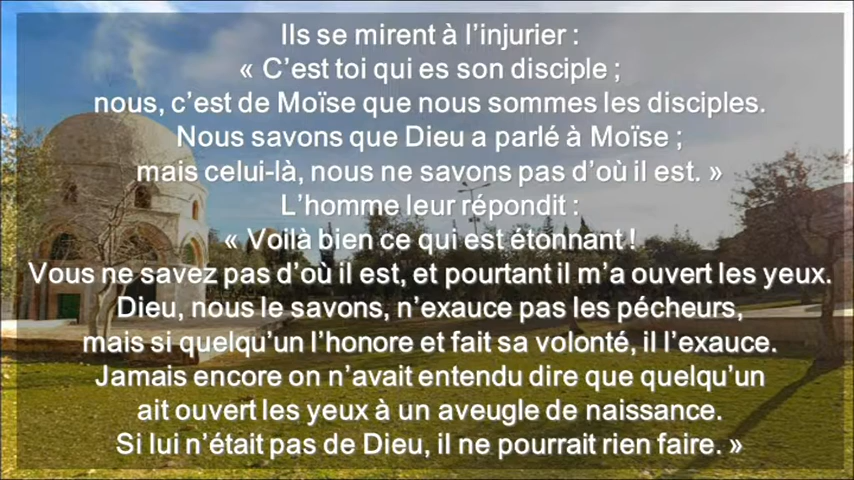 Ils se mirent à l’injurier :
« C’est toi qui es son disciple ;
nous, c’est de Moïse que nous sommes les disciples.
Nous savons que Dieu a parlé à Moïse ;
mais celui-là, nous ne savons pas d’où il est. »
L’homme leur répondit :
« Voilà bien ce qui est étonnant !
Vous ne savez pas d’où il est, et pourtant il m’a ouvert les yeux.
Dieu, nous le savons, n’exauce pas les pécheurs,
mais si quelqu’un l’honore et fait sa volonté, il l’exauce.
Jamais encore on n’avait entendu dire que quelqu’un
ait ouvert les yeux à un aveugle de naissance.
Si lui n’était pas de Dieu, il ne pourrait rien faire. »